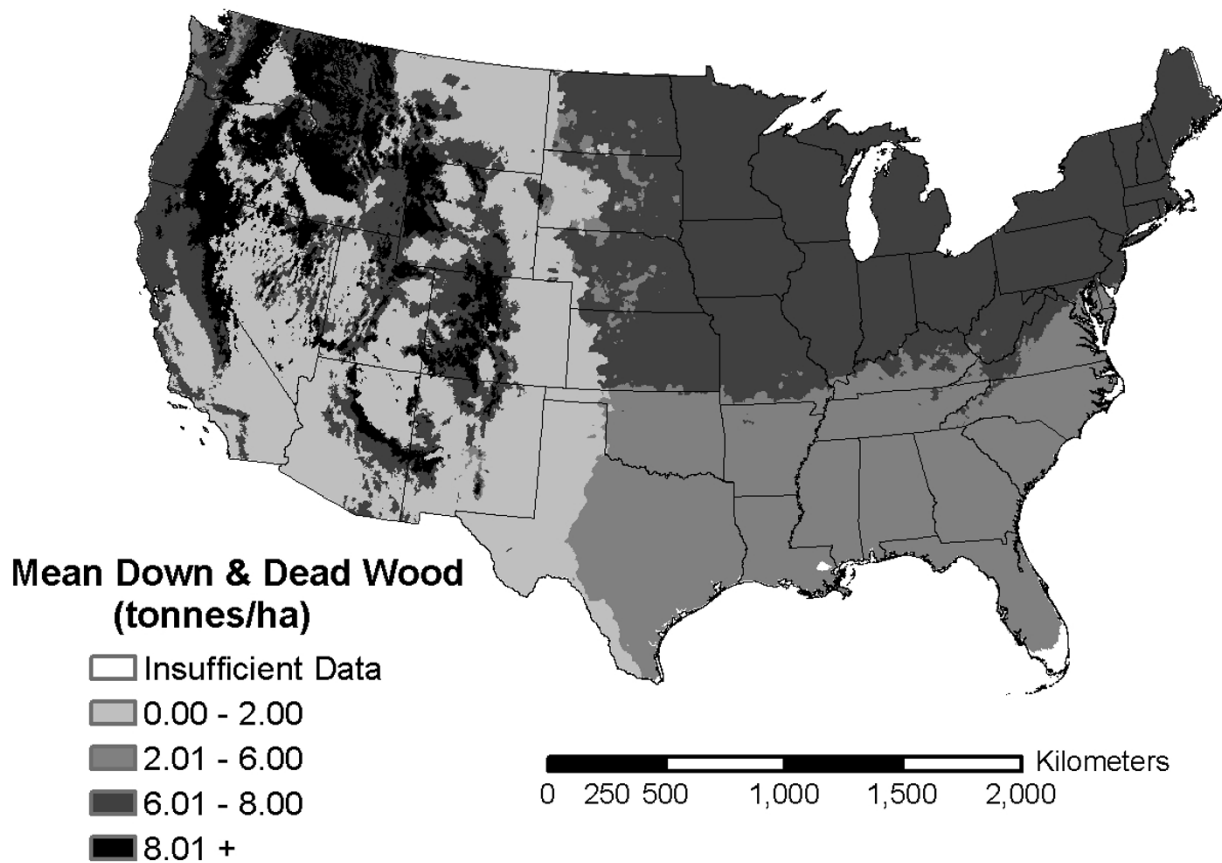 Mean Down & Dead Wood
(tonnes/ha)
Insufficient Data
0.00 - 2.00
2.01 - 6.00
6.01 - 8.00
8.01 +
Kilometers
0 250 500 1,000 1,500 2,000